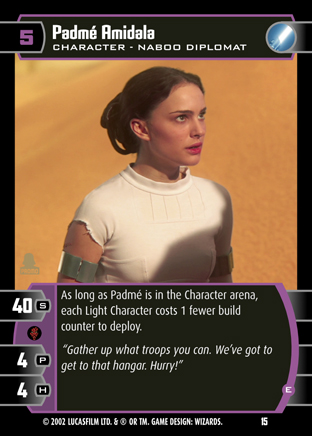 5
Padmé Amidala
CHARACTER - NABOO DIPLOMAT
40 S
As long as Padmé is in the Character arena,
each Light Character costs 1 fewer build
counter to deploy.
4 P
“Gather up what troops you can. We’ve got to
get to that hangar. Hurry!”
4 H
E
© 2002 LUCASFILM LTD. & ® OR TM. GAME DESIGN: WIZARDS.
15